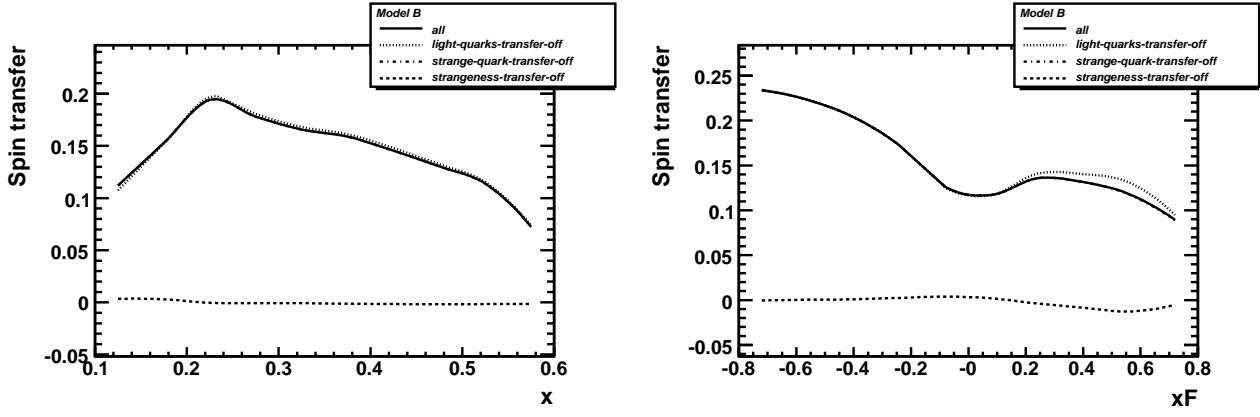 Model B
all
light-quarks-transfer-off
strange-quark-transfer-off
strangeness-transfer-off
Spin transfer
0.2
0.15
0.1
0.05
0
-0.05
0.1 0.2 0.3 0.4 0.5 0.6
x
Model B
all
light-quarks-transfer-off
strange-quark-transfer-off
strangeness-transfer-off
Spin transfer
0.25
0.2
0.15
0.1
0.05
0
-0.05
-0.8 -0.6 -0.4 -0.2 -0 0.2 0.4 0.6 0.8
xF